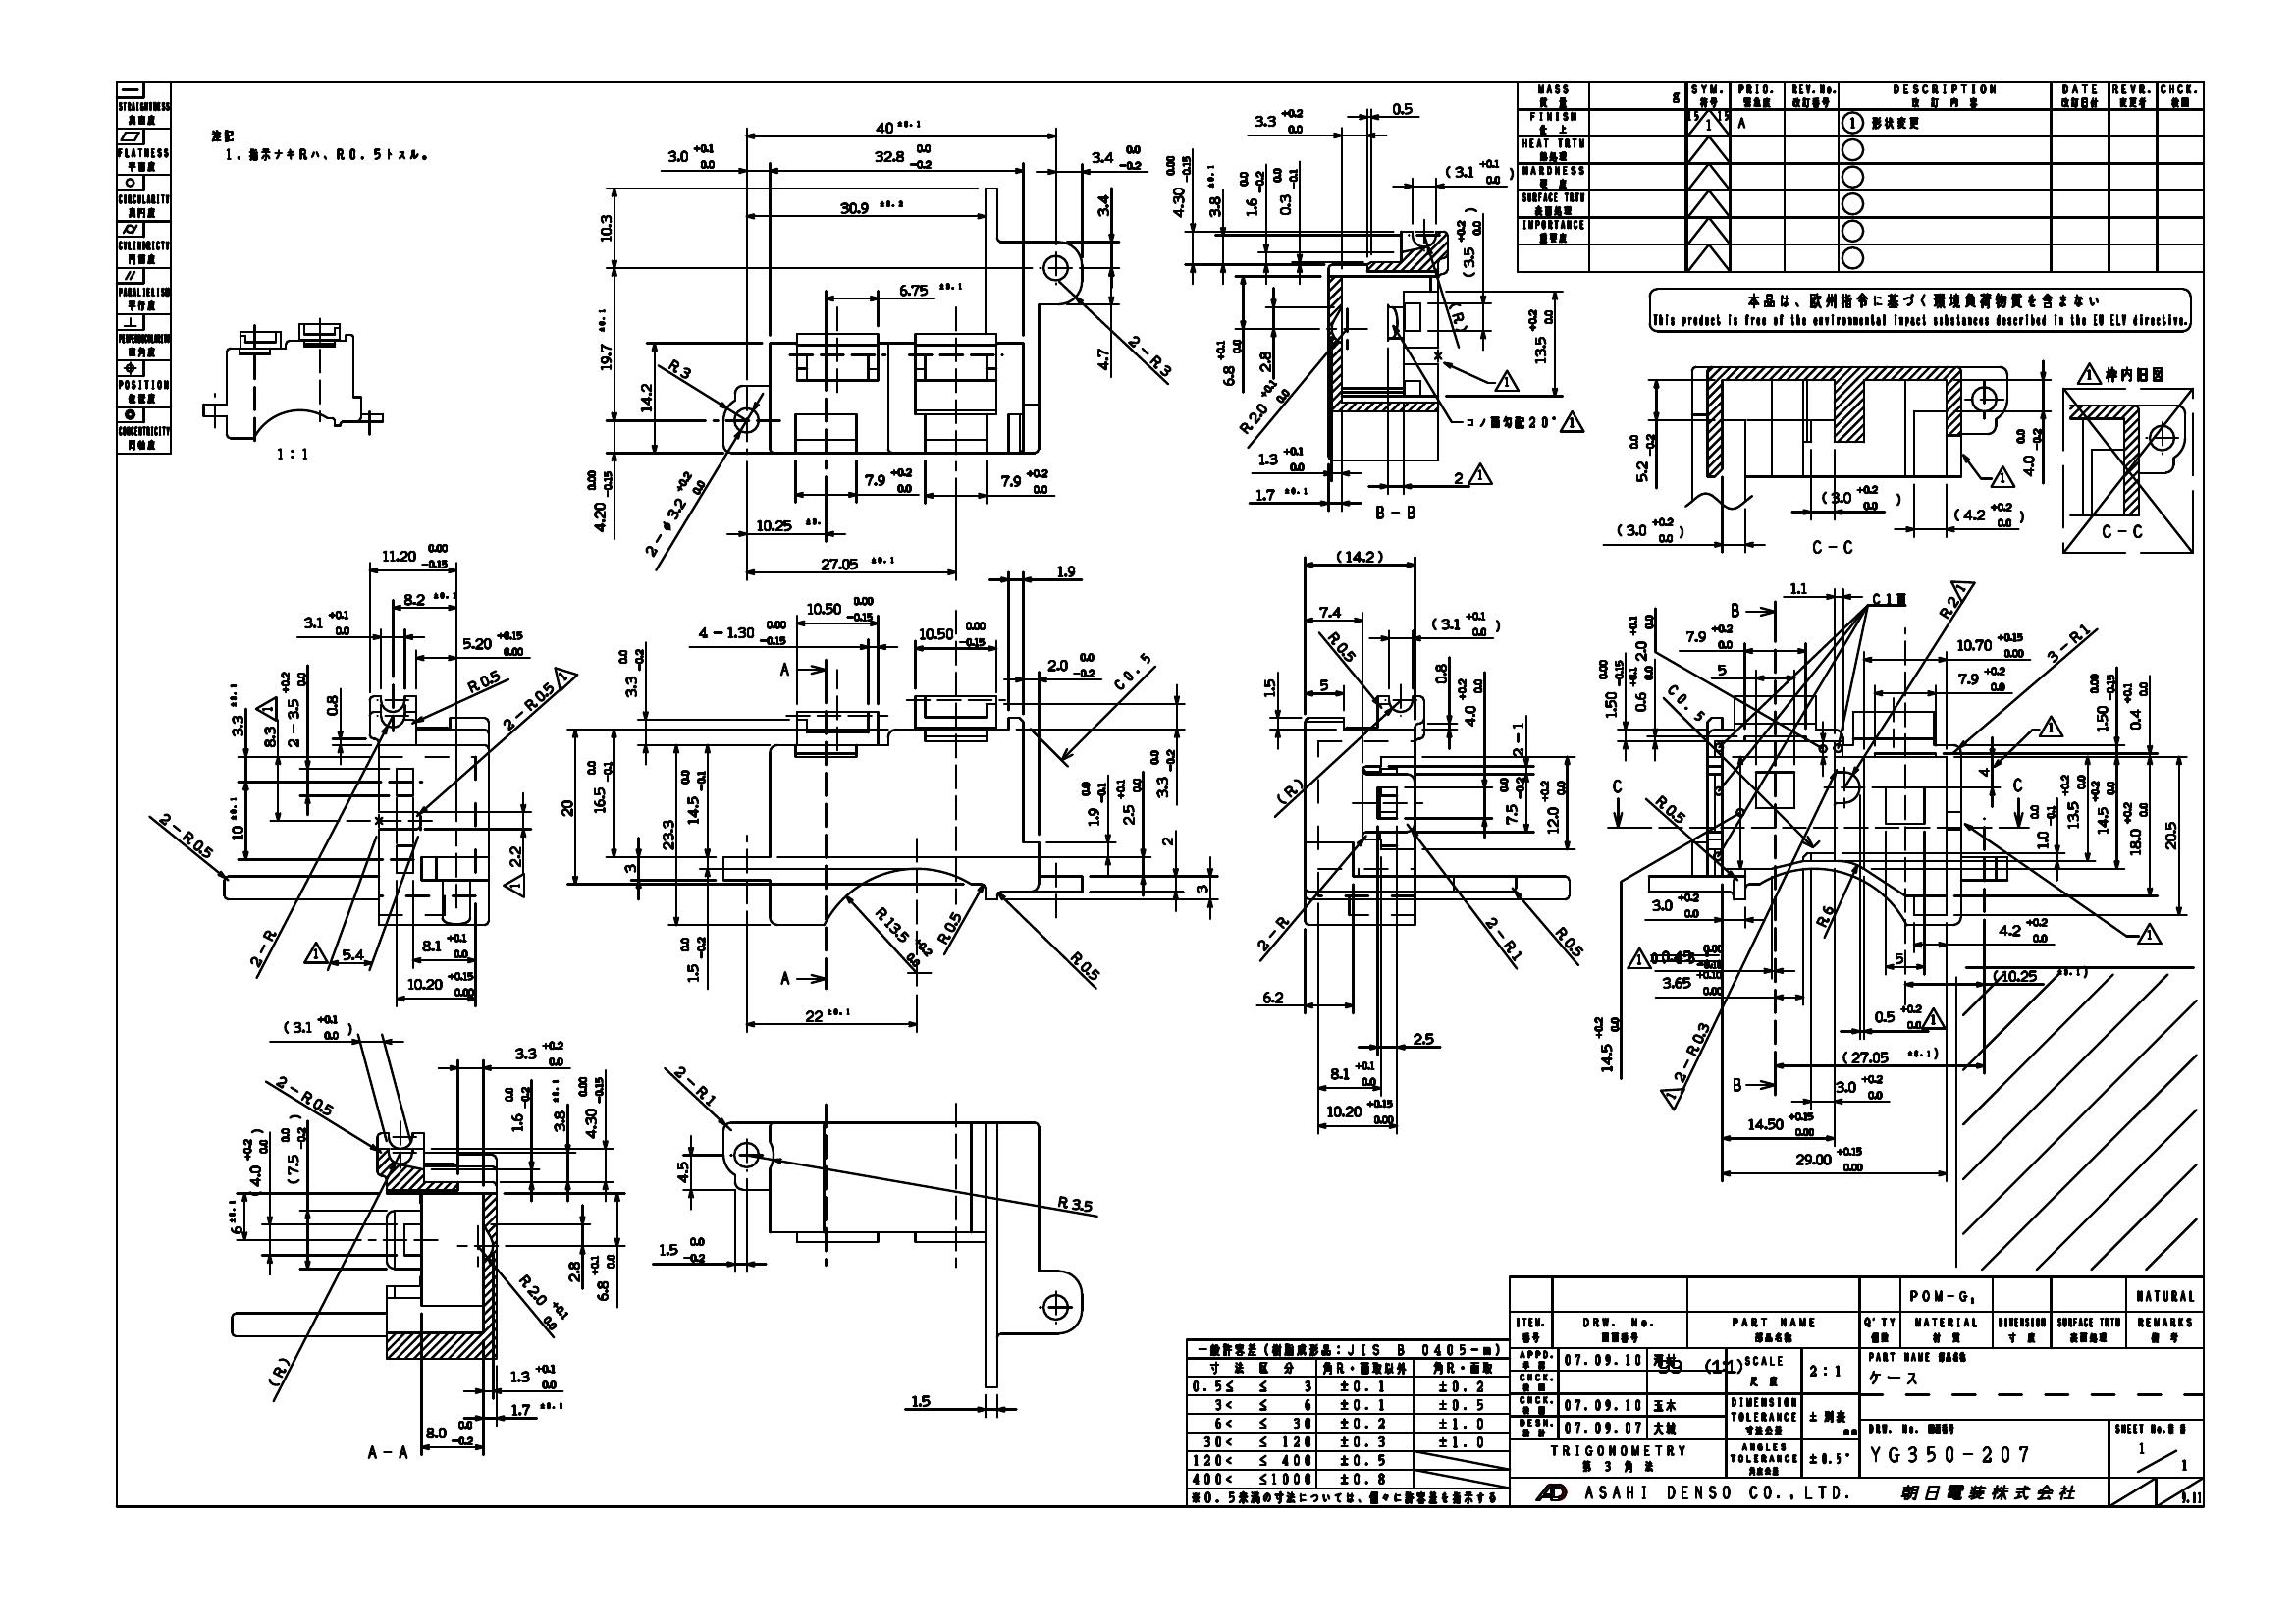 STRAIGHTNESS
真直度
FLATNESS
平面度
CIRCULARITY
真円度
CYLINDRICTY
円筒度
PARALIELISM
平行度
直角度
POSITION
位置度
CONCENTRICITY
同軸度
注記
1. 指示ナキRハ、R0.5トスル。
1:1
MASS
質 量
g
SYM.
符号
PRIO.
緊急度
REV.No.
改訂番号
DESCRIPTION
改 訂 内 容
DATE
改訂日付
REVR.
変更者
CHCK.
検図
FINISH
仕 上
15 15
1
A
1 形状変更
HEAT TRTM
熱処理
HARDNESS
硬 度
SURFACE TRTM
表面処理
IMPORTANCE
重要度
本品は、欧州指令に基づく環境負荷物質を含まない
This product is free of the environmental impact substances described in the EU ELV directive.
40 ±0.1
3.0 +0.1 0.0
32.8 0.0 -0.2
3.4 0.0 -0.2
30.9 ±0.2
10.3
3.4
6.75 ±0.1
19.7 ±0.1
R3
14.2
2-R3
4.7
4.20 0.00 -0.15
2-ø3.2 +0.2 0.0
7.9 +0.2 0.0
7.9 +0.2 0.0
10.25
27.05 ±0.1
3.3 +0.2 0.0
0.5
4.30 0.00 -0.15
3.8 ±0.1
1.6 0.0 -0.2
0.3 0.0 -0.1
(3.1 +0.1 0.0)
(3.5 +0.2 0.0)
(R)
6.8 +0.1 0.0
2.8
13.5 +0.2 0.0
R2.0 +0.1 0.0
1
コノ面勾配20° 1
1.3 +0.1 0.0
1.7 ±0.1
2 1
B-B
5.2 0.0 -0.2
4.0 0.0 -0.2
1
(3.0 +0.2 0.0)
(3.0 +0.2 0.0)
(4.2 +0.2 0.0)
C-C
1 枠内旧図
C-C
11.20 0.00 -0.15
8.2 ±0.1
3.1 +0.1 0.0
5.20 +0.15 0.00
R0.5
2-R0.5 1
3.3 ±0.1
1
8.3
2-3.5 +0.2 0.0
0.8
10 ±0.1
2-R0.5
2.2
1
2-R
1
5.4
8.1 +0.1 0.0
10.20 +0.15 0.00
10.50 0.00 -0.15
4-1.30 0.00 -0.15
10.50 0.00 -0.15
1.9
2.0 0.0 -0.2
C0.5
3.3 0.0 -0.2
A
20
16.5 0.0 -0.1
14.5 0.0 -0.1
23.3
3
1.9 0.0 -0.1
2.5 +0.1 0.0
3.3 0.0 -0.2
2
3
1.5 0.0 -0.2
R13.5 +0.2 0.0
R0.5
R0.5
A
22 ±0.1
(14.2)
7.4
(3.1 +0.1 0.0)
R0.5
1.5
5
0.8
4.0 +0.2 0.0
2-1
(R)
7.5 0.0 -0.2
12.0 +0.2 0.0
2-R
2-R1
R0.5
6.2
2.5
8.1 +0.1 0.0
10.20 +0.15 0.00
1.1
B
C1面
R2 1
7.9 +0.2 0.0
2.0 +0.1 0.0
10.70 +0.15 0.00
3-R1
5
7.9 +0.2 0.0
1.50 0.00 -0.15
0.6 +0.1 0.0
C0.5
1.50 0.00 -0.15
0.4 +0.1 0.0
1
C
4
C
R0.5
1.0 0.0 -0.1
13.5 +0.2 0.0
14.5 +0.2 0.0
18.0 +0.2 0.0
20.5
3.0 +0.2 0.0
R6
4.2 +0.2 0.0
1
1
3.65 +0.10 0.00
5
(10.25 ±0.1)
0.5 +0.2 0.0 1
14.5 +0.2 0.0
2-R0.3
1
(27.05 ±0.1)
B
3.0 +0.2 0.0
14.50 +0.15 0.00
29.00 +0.15 0.00
(3.1 +0.1 0.0)
3.3 +0.2 0.0
2-R0.5
1.6 0.0 -0.2
3.8 ±0.1
4.30 0.00 -0.15
(4.0 +0.2 0.0)
(7.5 0.0 -0.2)
6 ±0.1
2.8
6.8 +0.1 0.0
R2.0 +0.1 0.0
(R)
1.3 +0.1 0.0
1.7 ±0.1
8.0 0.0 -0.2
A-A
2-R1
4.5
R3.5
1.5 0.0 -0.2
1.5
一般許容差(樹脂成形品:JIS B 0405-m)
寸 法 区 分 角R・面取以外 角R・面取
0.5≤ ≤ 3 ±0.1 ±0.2
3< ≤ 6 ±0.1 ±0.5
6< ≤ 30 ±0.2 ±1.0
30< ≤ 120 ±0.3 ±1.0
120< ≤ 400 ±0.5
400< ≤1000 ±0.8
※0.5未満の寸法については、個々に許容差を指示する
POM-G
NATURAL
ITEM.
番号
DRW. No.
図面番号
PART NAME
部品名称
Q'TY
個数
MATERIAL
材 質
DIMENSION
寸 度
SURFACE TRTM
表面処理
REMARKS
備 考
APPD.
承 認
07.09.10
CHCK.
検 図
CHCK.
検 図
07.09.10 玉木
DESN.
設 計
07.09.07 大城
SCALE
尺 度
2:1
DIMENSION
TOLERANCE
寸法公差
± 別表
mm
TRIGONOMETRY
第 3 角 法
ANGLES
TOLERANCE
角度公差
±0.5°
PART NAME 部品名称
ケース
DRW. No. 図面番号
YG350-207
SHEET No.
1
1
ASAHI DENSO CO.,LTD. 朝日電装株式会社